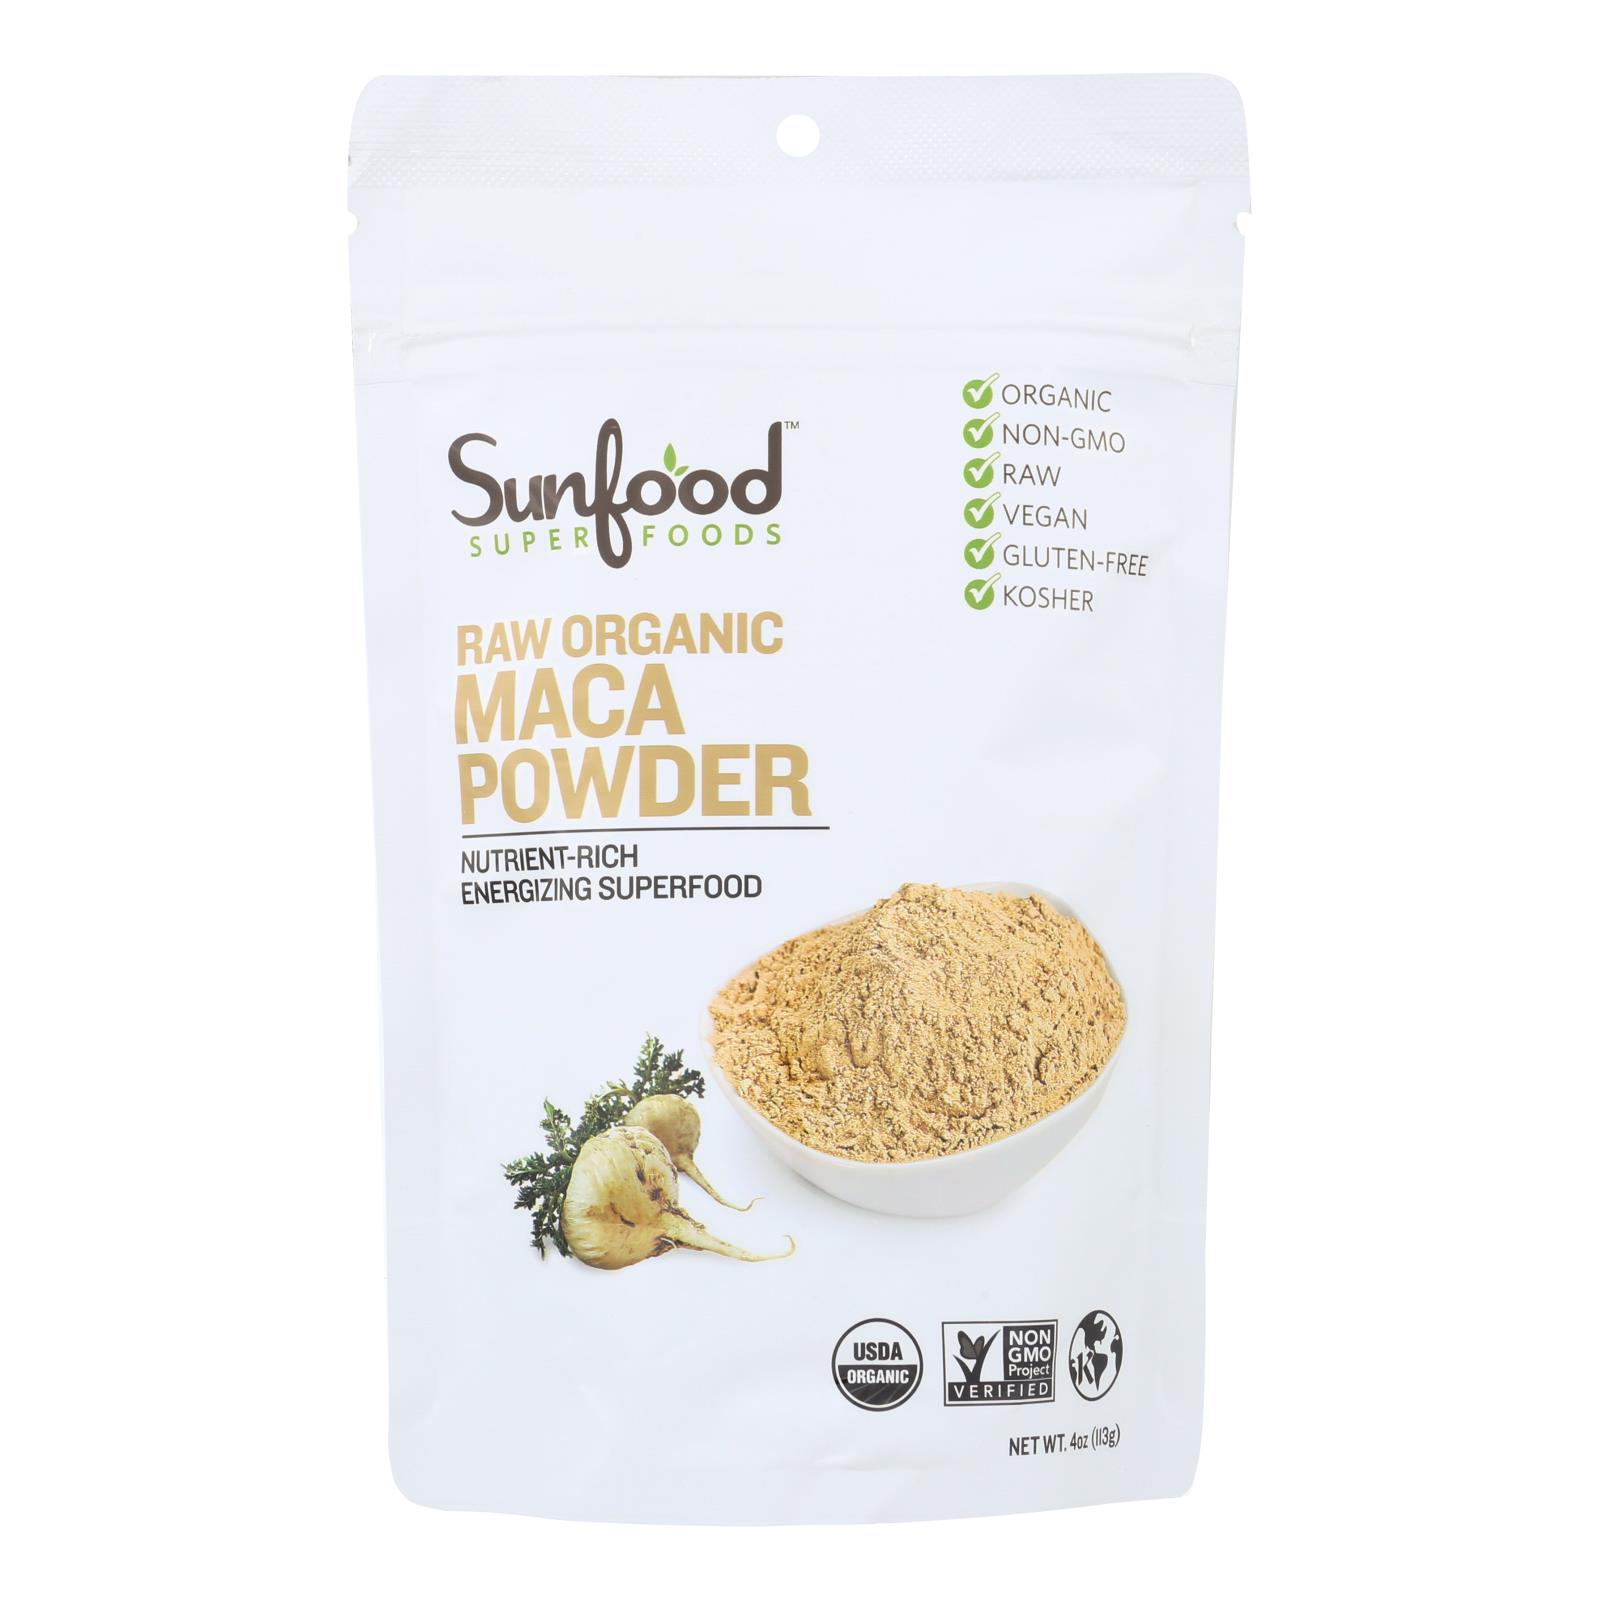 Sunfood™
SUPERFOODS
ORGANIC
NON-GMO
RAW
VEGAN
GLUTEN-FREE
KOSHER
RAW ORGANIC
MACA
POWDER
NUTRIENT-RICH
ENERGIZING SUPERFOOD
USDA
ORGANIC
NON
GMO
Project
VERIFIED
K
NET WT. 4oz (113g)